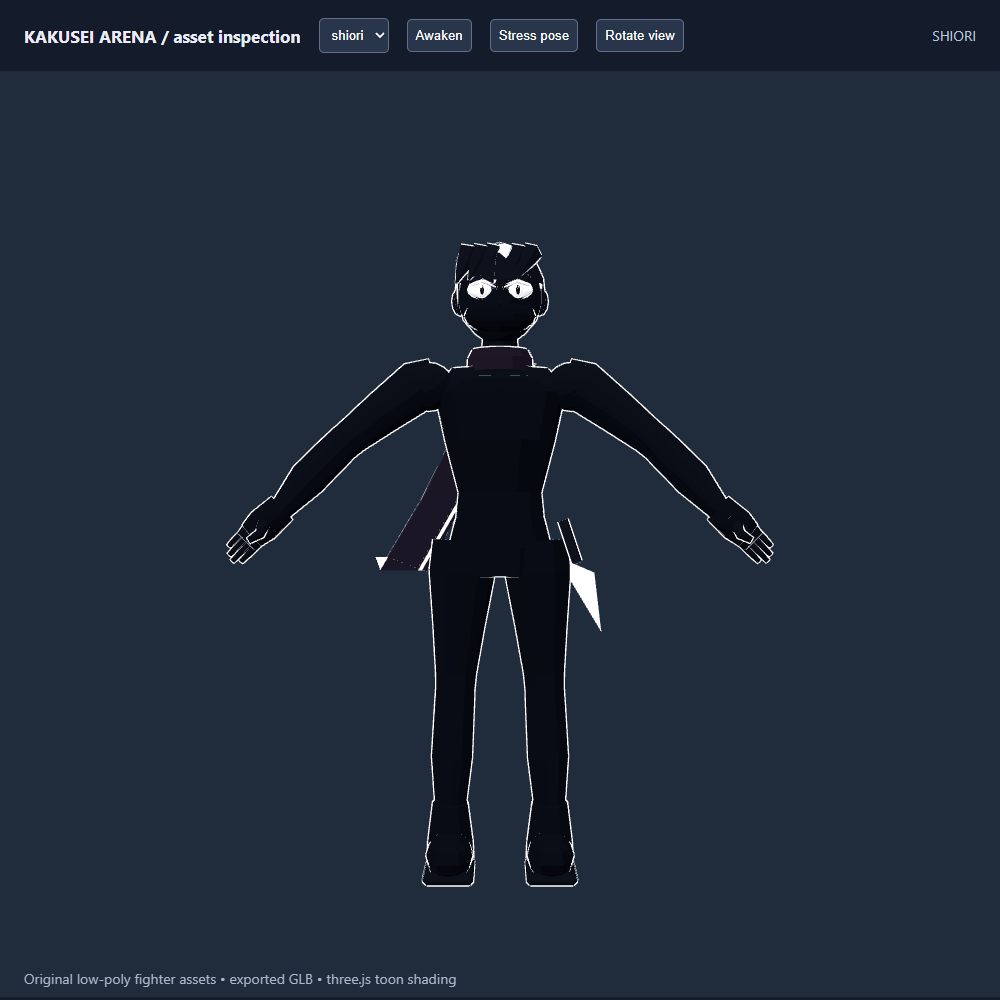 KAKUSEI ARENA / asset inspection
shiori
Awaken
Stress pose
Rotate view
SHIORI
Original low-poly fighter assets • exported GLB • three.js toon shading